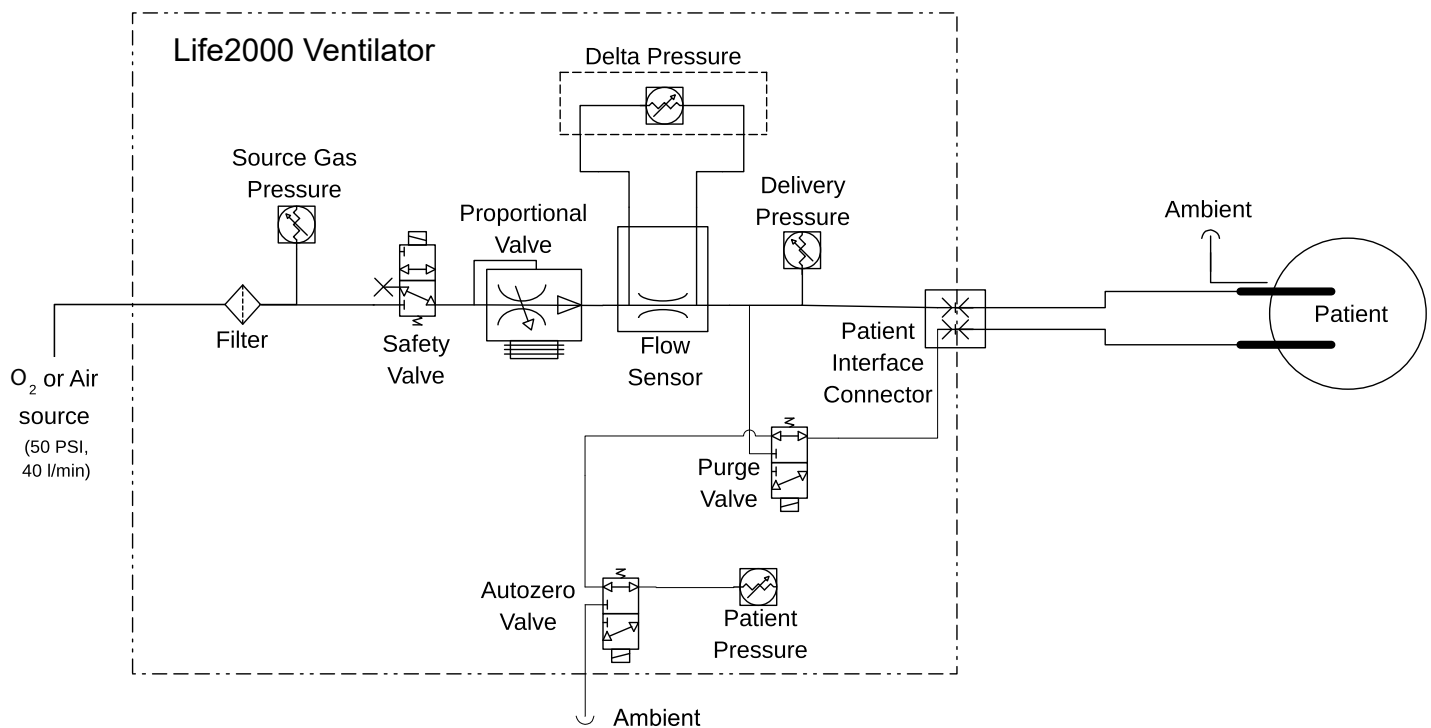 Life2000 Ventilator
Delta Pressure
Source Gas
Pressure
Proportional
Valve
Delivery
Pressure
Ambient
Filter
Safety
Valve
Flow
Sensor
Patient
Interface
Connector
Patient
O2 or Air
source
(50 PSI,
40 l/min)
Purge
Valve
Autozero
Valve
Patient
Pressure
Ambient